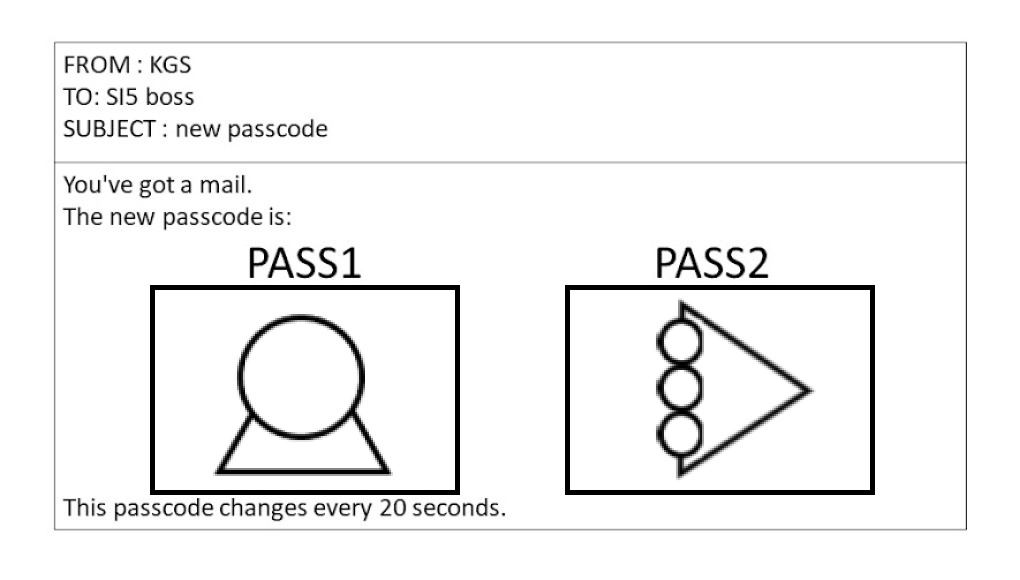 FROM : KGS
TO: SI5 boss
SUBJECT : new passcode
You've got a mail.
The new passcode is:
PASS1
PASS2
This passcode changes every 20 seconds.